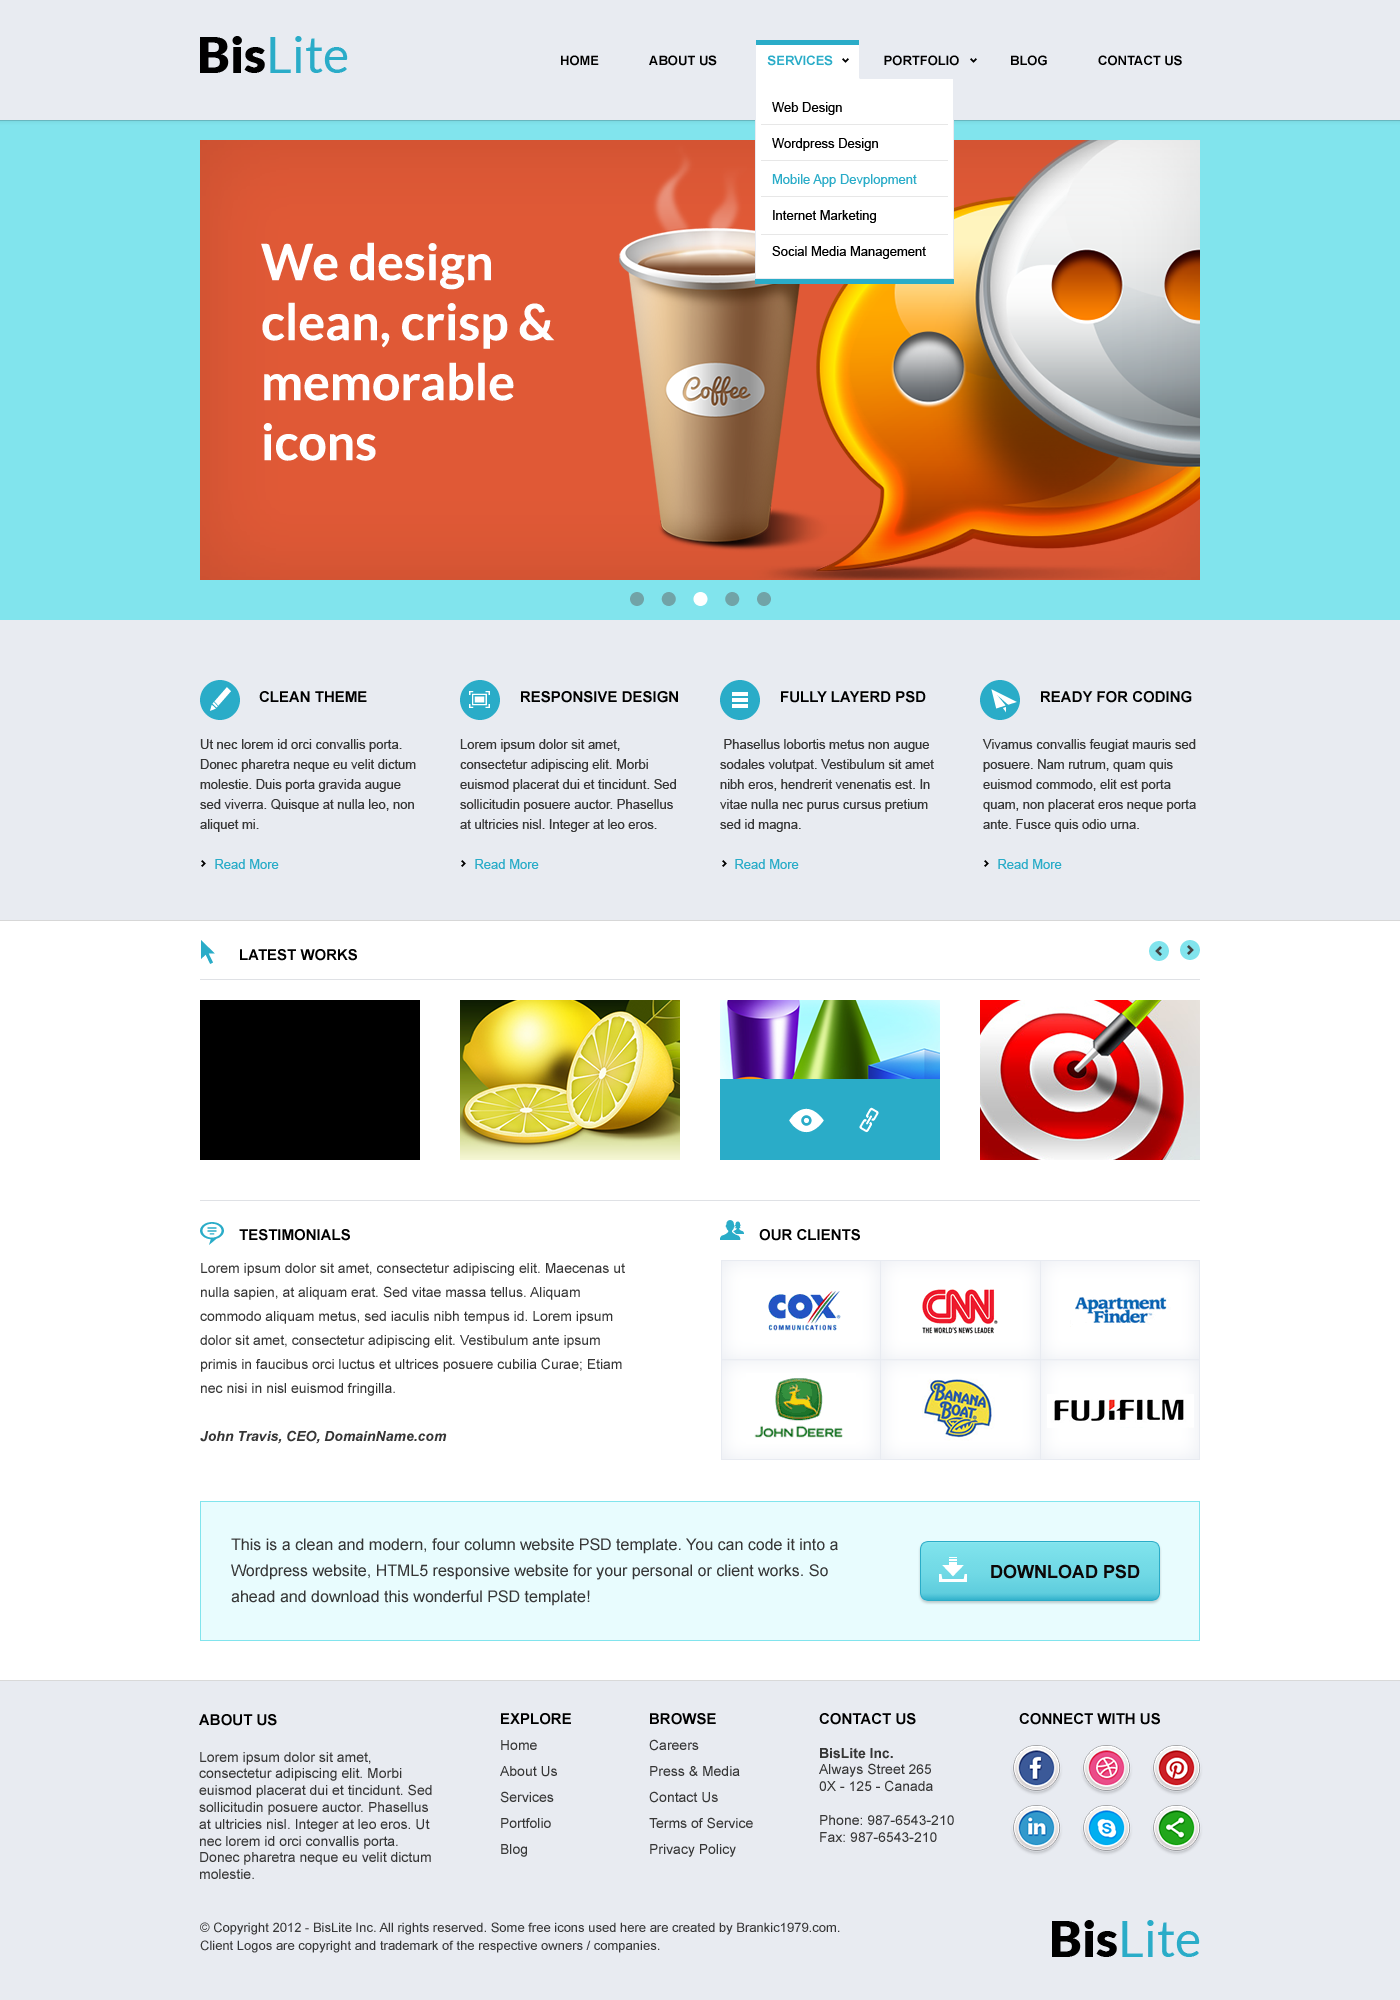 BisLite
HOME
ABOUT US
SERVICES
PORTFOLIO
BLOG
CONTACT US
Web Design
Wordpress Design
Mobile App Devplopment
Internet Marketing
Social Media Management
We design
clean, crisp &
memorable
icons
Coffee
CLEAN THEME
Ut nec lorem id orci convallis porta.
Donec pharetra neque eu velit dictum
molestie. Duis porta gravida augue
sed viverra. Quisque at nulla leo, non
aliquet mi.
Read More
RESPONSIVE DESIGN
Lorem ipsum dolor sit amet,
consectetur adipiscing elit. Morbi
euismod placerat dui et tincidunt. Sed
sollicitudin posuere auctor. Phasellus
at ultricies nisl. Integer at leo eros.
Read More
FULLY LAYERD PSD
Phasellus lobortis metus non augue
sodales volutpat. Vestibulum sit amet
nibh eros, hendrerit venenatis est. In
vitae nulla nec purus cursus pretium
sed id magna.
Read More
READY FOR CODING
Vivamus convallis feugiat mauris sed
posuere. Nam rutrum, quam quis
euismod commodo, elit est porta
quam, non placerat eros neque porta
ante. Fusce quis odio urna.
Read More
LATEST WORKS
TESTIMONIALS
Lorem ipsum dolor sit amet, consectetur adipiscing elit. Maecenas ut
nulla sapien, at aliquam erat. Sed vitae massa tellus. Aliquam
commodo aliquam metus, sed iaculis nibh tempus id. Lorem ipsum
dolor sit amet, consectetur adipiscing elit. Vestibulum ante ipsum
primis in faucibus orci luctus et ultrices posuere cubilia Curae; Etiam
nec nisi in nisl euismod fringilla.
John Travis, CEO, DomainName.com
OUR CLIENTS
COX
COMMUNICATIONS
CNN
THE WORLD'S NEWS LEADER
Apartment
Finder
JOHN DEERE
BANANA
BOAT
FUJIFILM
This is a clean and modern, four column website PSD template. You can code it into a
Wordpress website, HTML5 responsive website for your personal or client works. So
ahead and download this wonderful PSD template!
DOWNLOAD PSD
ABOUT US
Lorem ipsum dolor sit amet,
consectetur adipiscing elit. Morbi
euismod placerat dui et tincidunt. Sed
sollicitudin posuere auctor. Phasellus
at ultricies nisl. Integer at leo eros. Ut
nec lorem id orci convallis porta.
Donec pharetra neque eu velit dictum
molestie.
EXPLORE
Home
About Us
Services
Portfolio
Blog
BROWSE
Careers
Press & Media
Contact Us
Terms of Service
Privacy Policy
CONTACT US
BisLite Inc.
Always Street 265
0X - 125 - Canada
Phone: 987-6543-210
Fax: 987-6543-210
CONNECT WITH US
f
in
S
© Copyright 2012 - BisLite Inc. All rights reserved. Some free icons used here are created by Brankic1979.com.
Client Logos are copyright and trademark of the respective owners / companies.
BisLite